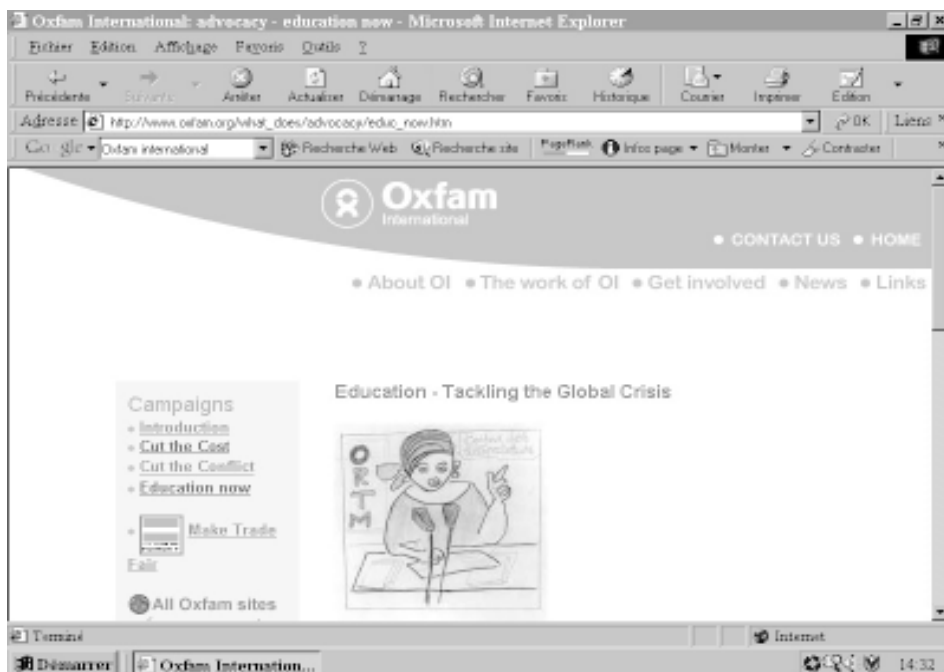 Oxfam International: advocacy - education now - Microsoft Internet Explorer
Fichier Edition Affichage Favoris Outils ?
Précédente Suivante Arrêter Actualiser Démarrage Rechercher Favoris Historique Courrier Imprimer Edition
Adresse http://www.oxfam.org/what_does/advocacy/educ_now.htm OK Liens »
Google Oxfam international Recherche Web Recherche site PageRank Infos page Monter Contraster »
Oxfam
International
• CONTACT US • HOME
• About OI • The work of OI • Get involved • News • Links
Education - Tackling the Global Crisis
Campaigns
Introduction
Cut the Cost
Cut the Conflict
Education now
Make Trade
Fair
All Oxfam sites
ORTM
Terminé Internet
Démarrer Oxfam Internation... 14:32